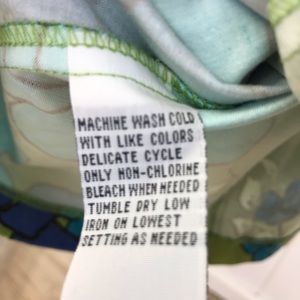 MACHINE WASH COLD
WITH LIKE COLORS
DELICATE CYCLE
ONLY NON-CHLORINE
BLEACH WHEN NEEDED
TUMBLE DRY LOW
IRON ON LOWEST
SETTING AS NEEDED